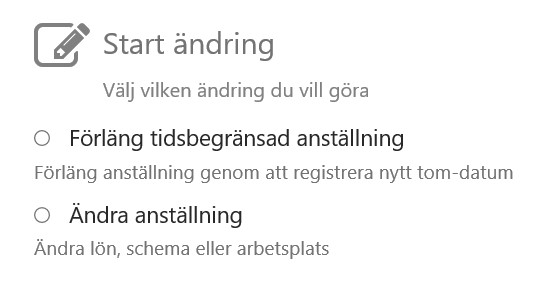 Start ändring
Välj vilken ändring du vill göra
Förläng tidsbegränsad anställning
Förläng anställning genom att registrera nytt tom-datum
Ändra anställning
Ändra lön, schema eller arbetsplats